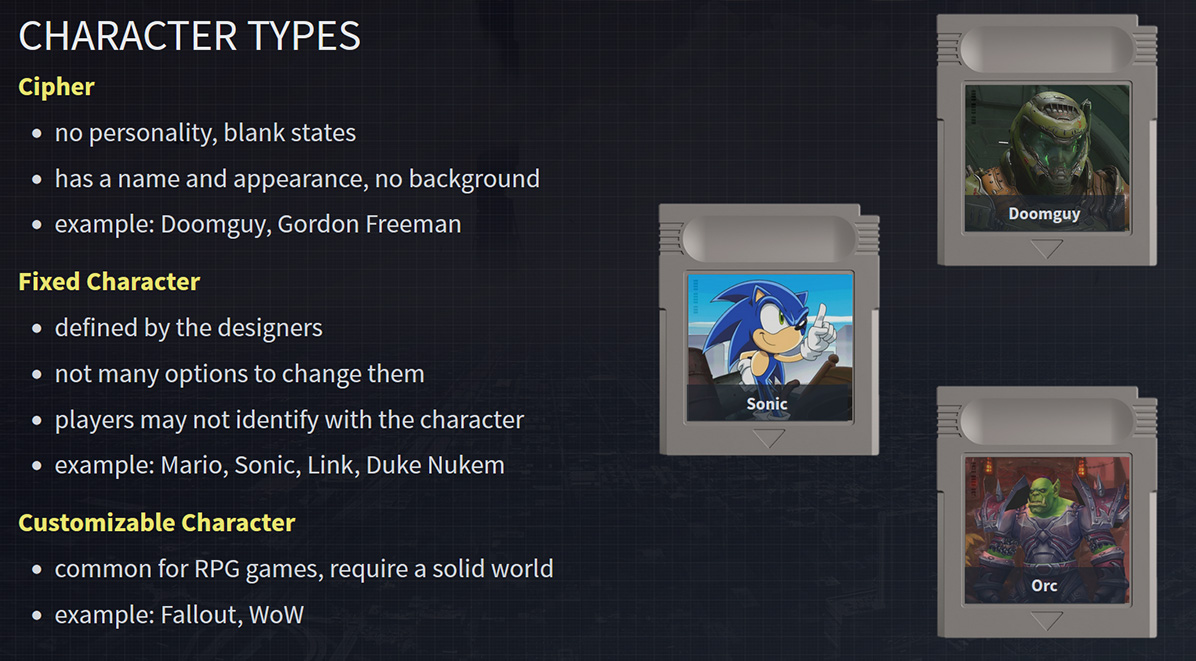 CHARACTER TYPES
Cipher
• no personality, blank states
• has a name and appearance, no background
• example: Doomguy, Gordon Freeman
Fixed Character
• defined by the designers
• not many options to change them
• players may not identify with the character
• example: Mario, Sonic, Link, Duke Nukem
Customizable Character
• common for RPG games, require a solid world
• example: Fallout, WoW
Doomguy
Sonic
Orc